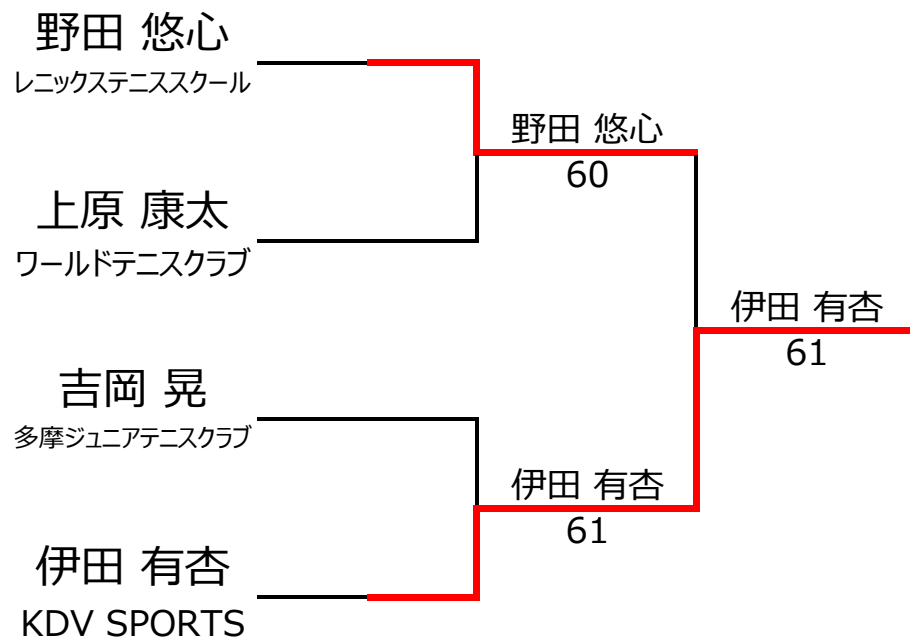 野田 悠心
レニックステニススクール
野田 悠心
60
上原 康太
ワールドテニスクラブ
伊田 有杏
61
吉岡 晃
多摩ジュニアテニスクラブ
伊田 有杏
61
伊田 有杏
KDV SPORTS